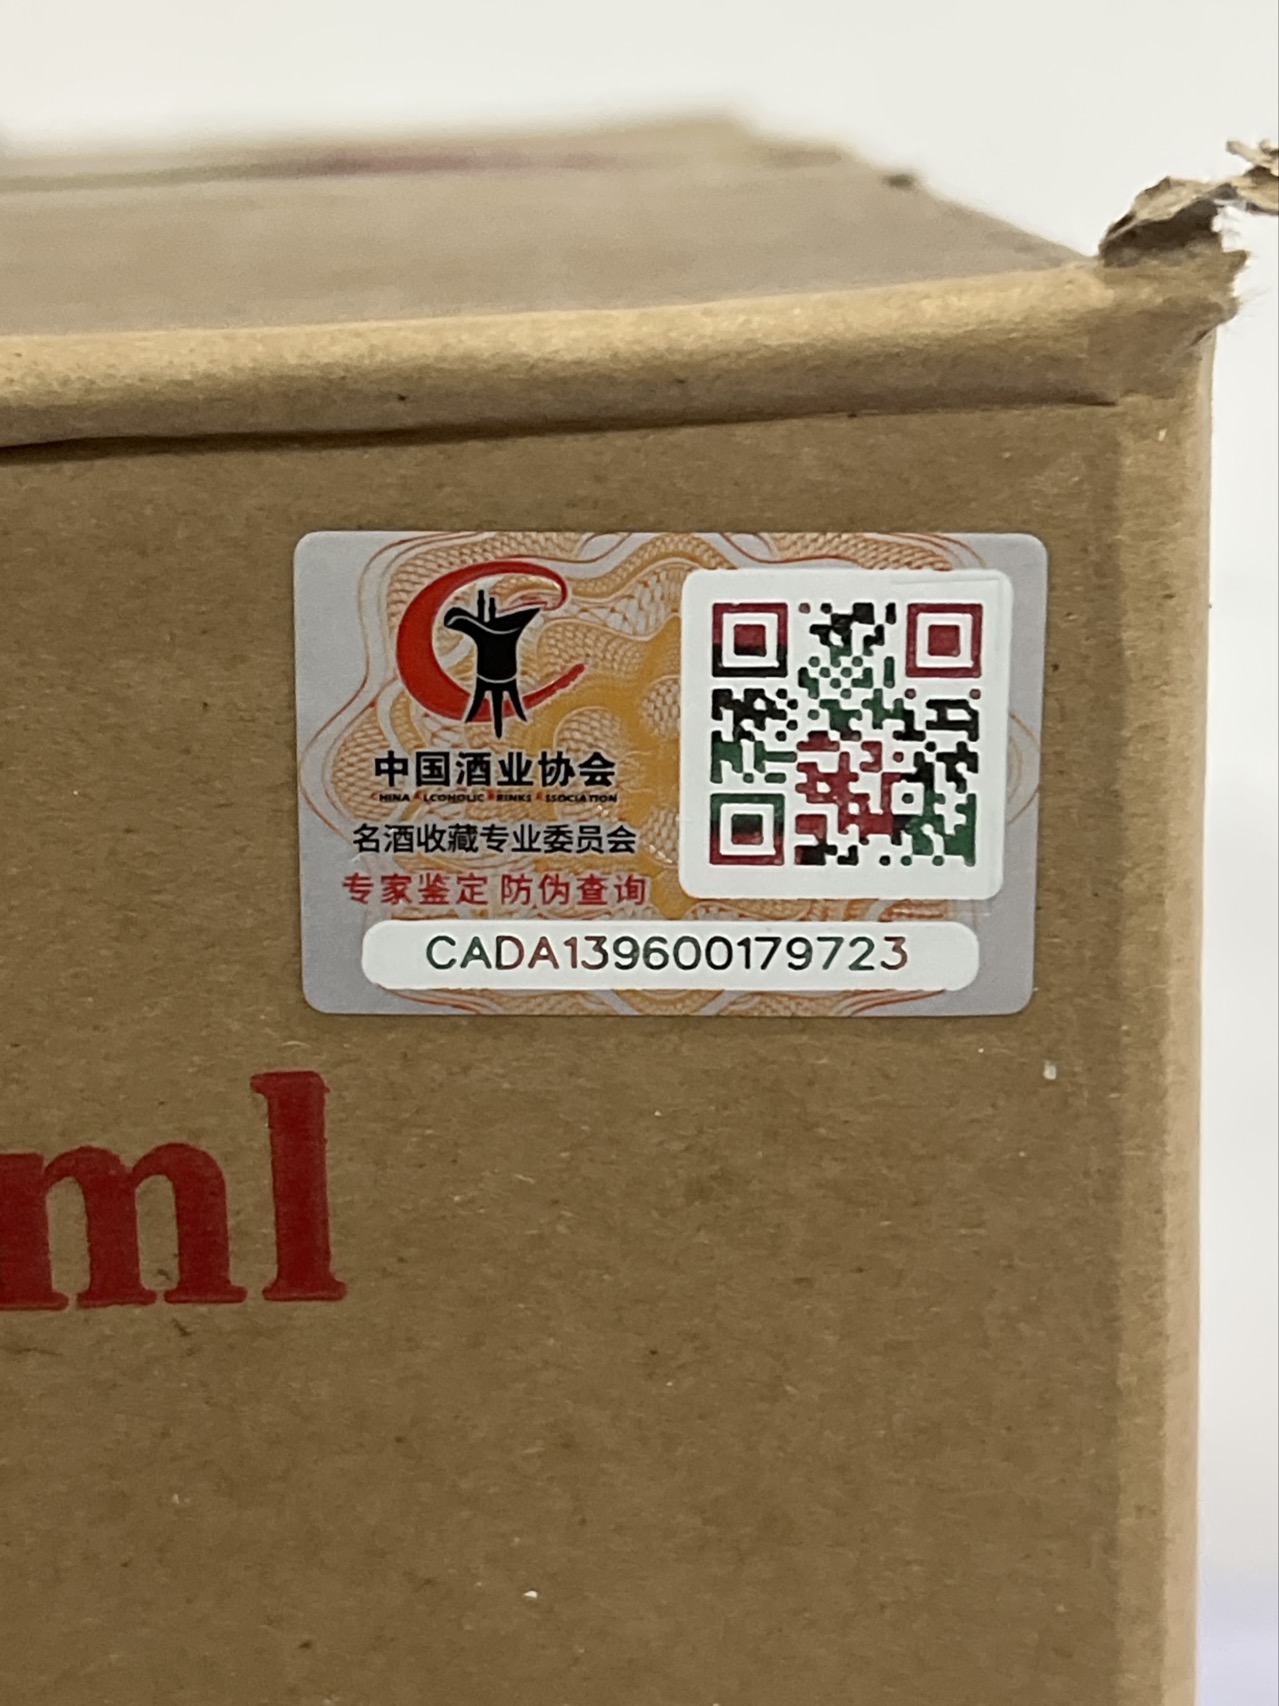 中国酒业协会
CHINA ALCOHOLIC DRINKS ASSOCIATION
名酒收藏专业委员会
专家鉴定 防伪查询
CADA139600179723
ml